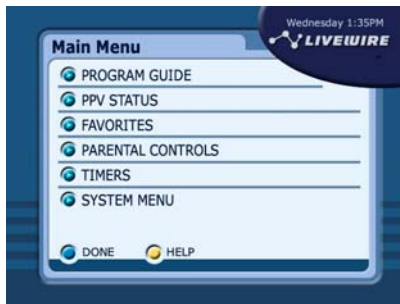 Wednesday 1:35PM
LIVEWIRE
Main Menu
PROGRAM GUIDE
PPV STATUS
FAVORITES
PARENTAL CONTROLS
TIMERS
SYSTEM MENU
DONE HELP